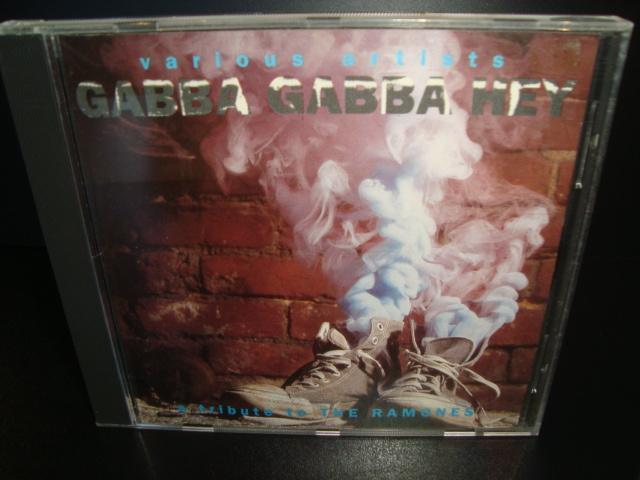 various artists
GABBA GABBA HEY
a tribute to THE RAMONES